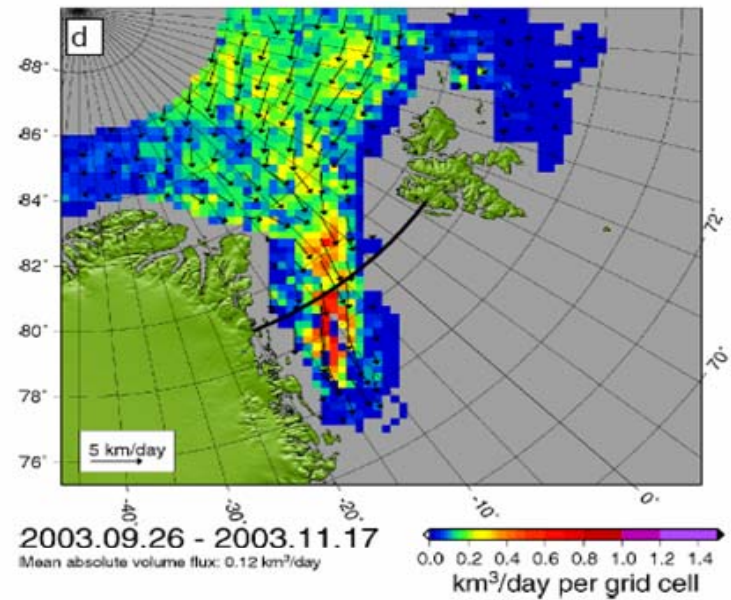 d
88°
86°
84°
82°
80°
78°
76°
72°
70°
5 km/day
-40°
-30°
-20°
-10°
0°
2003.09.26 - 2003.11.17
Mean absolute volume flux: 0.12 km³/day
0.0 0.2 0.4 0.6 0.8 1.0 1.2 1.4
km³/day per grid cell